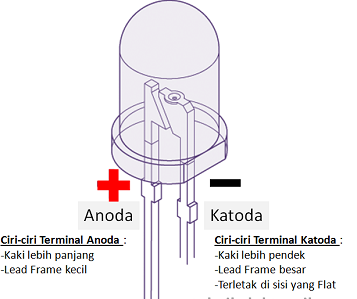 Anoda
Katoda
Ciri-ciri Terminal Anoda :
-Kaki lebih panjang
-Lead Frame kecil
Ciri-ciri Terminal Katoda :
-Kaki lebih pendek
-Lead Frame besar
-Terletak di sisi yang Flat